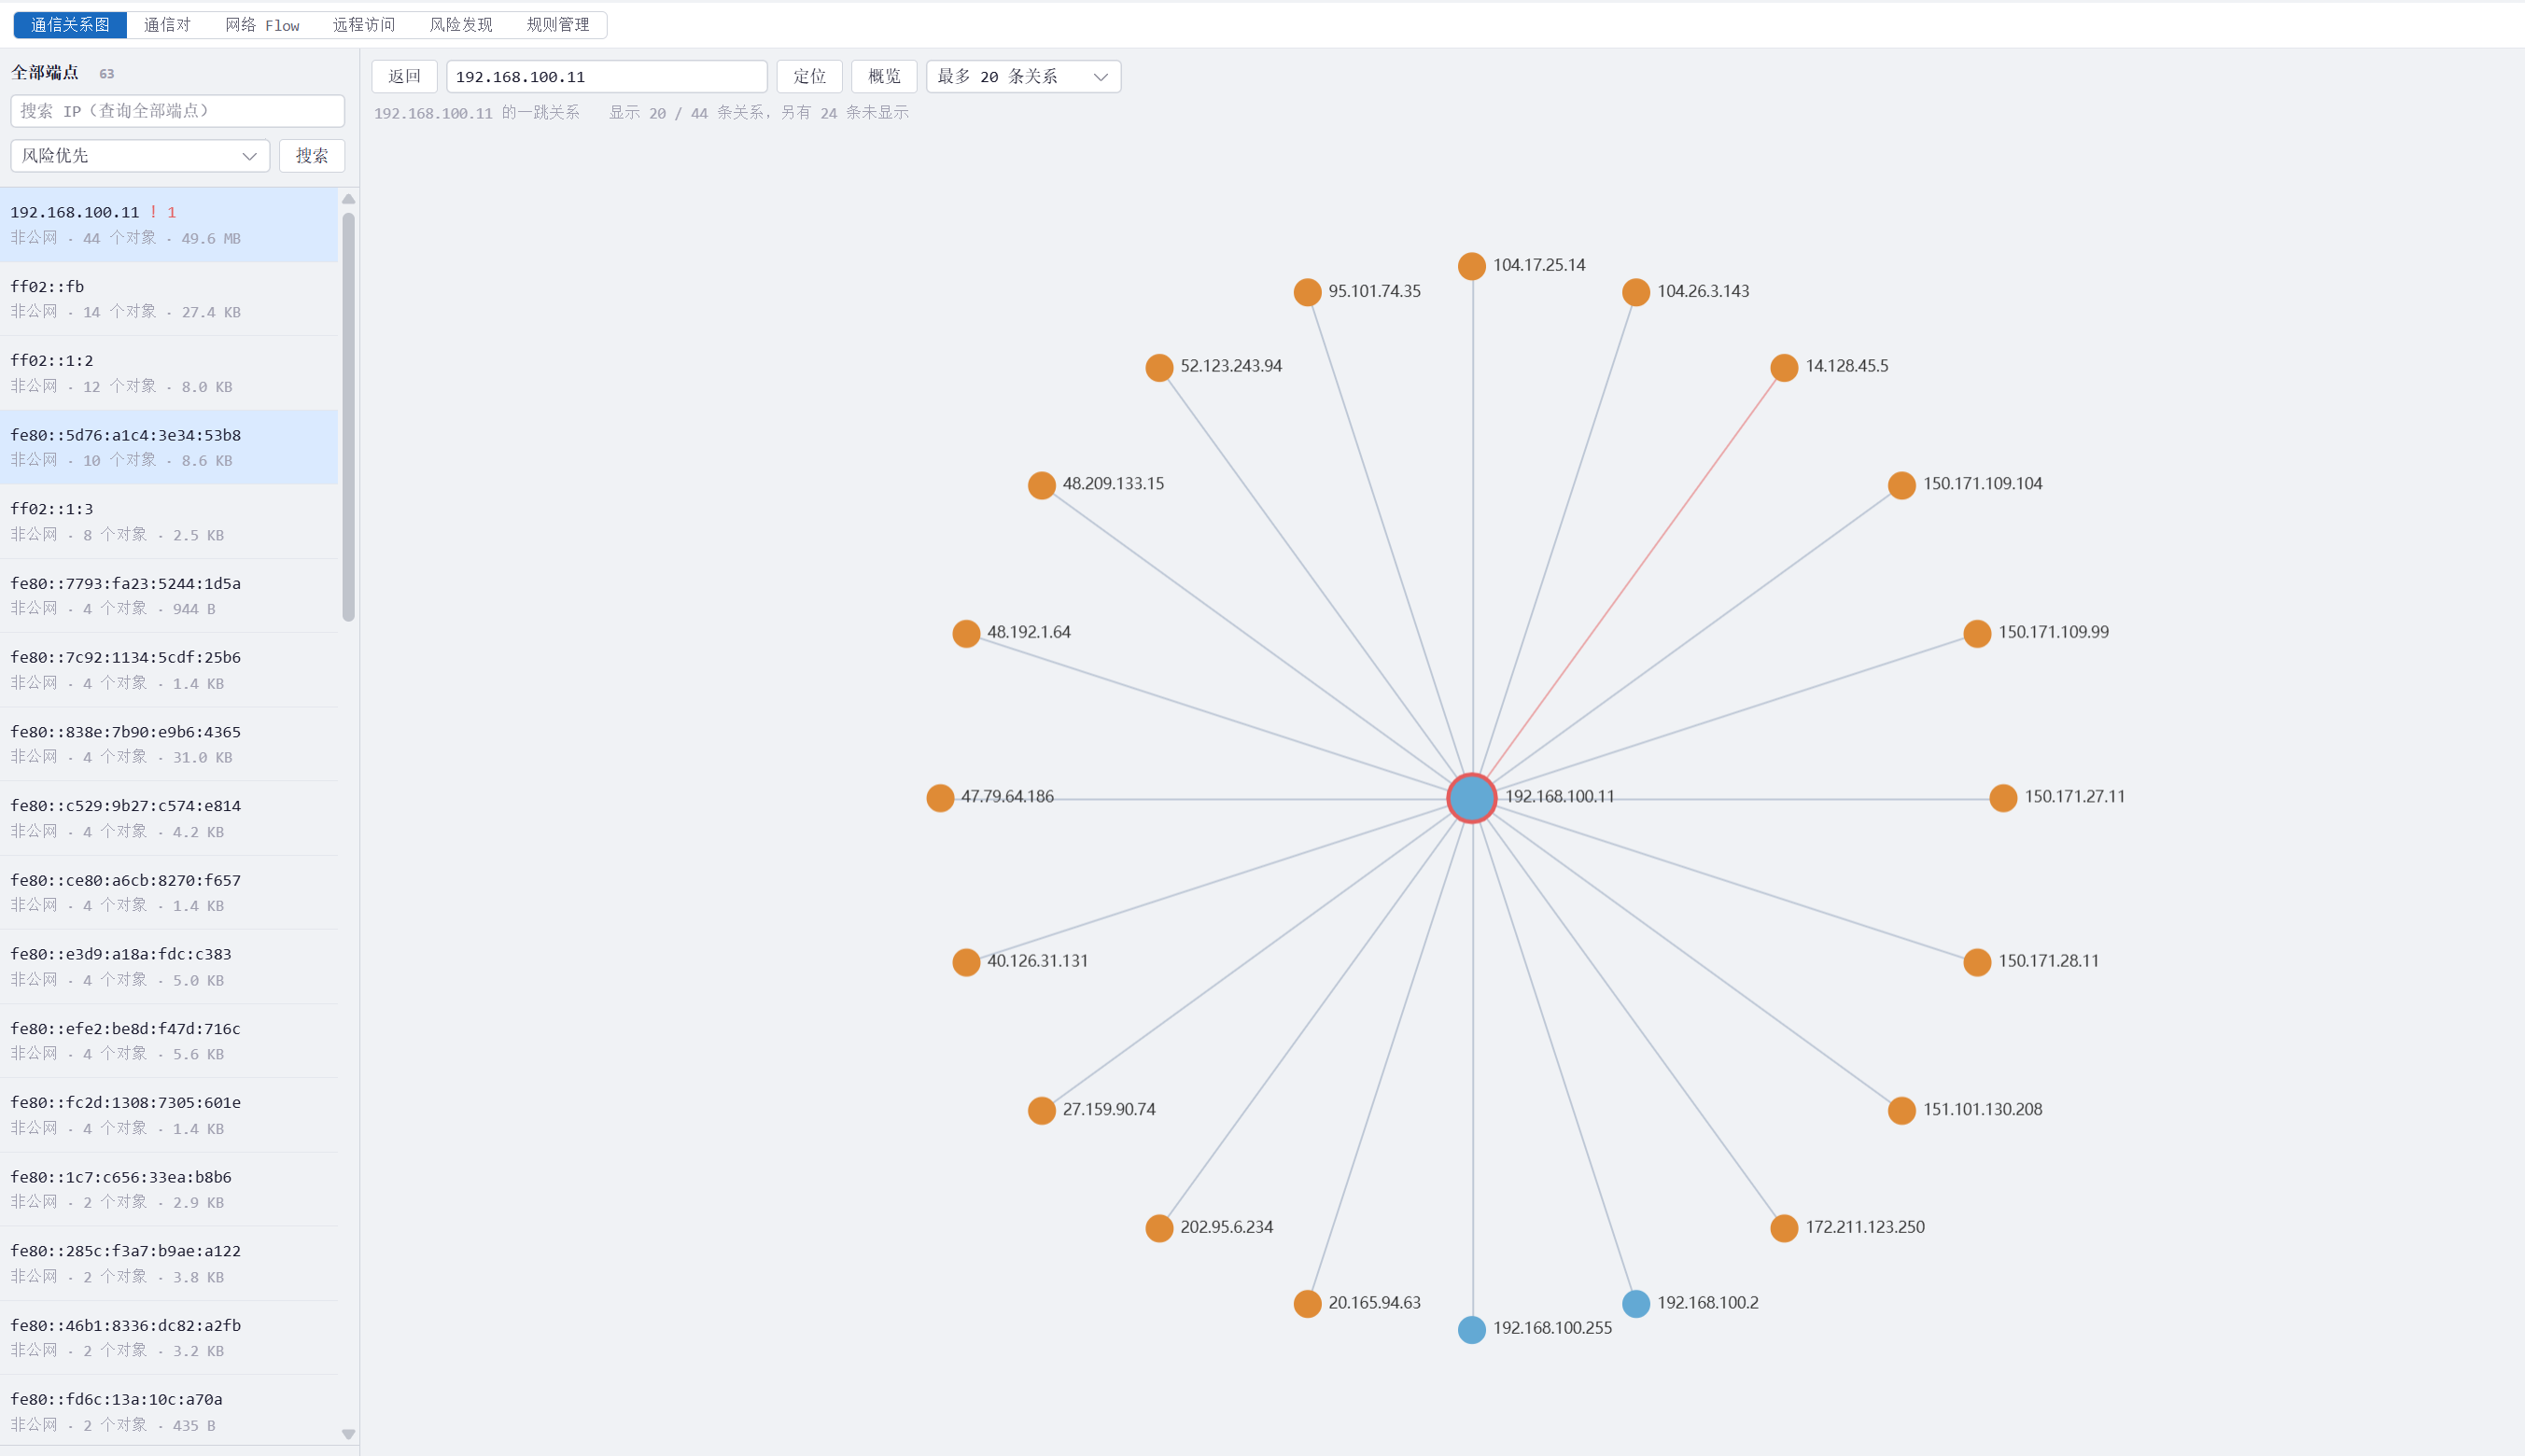 通信关系图 通信对 网络 Flow 远程访问 风险发现 规则管理
全部端点 63
搜索 IP（查询全部端点）
风险优先 搜索
192.168.100.11 ! 1
非公网 · 44 个对象 · 49.6 MB
ff02::fb
非公网 · 14 个对象 · 27.4 KB
ff02::1:2
非公网 · 12 个对象 · 8.0 KB
fe80::5d76:a1c4:3e34:53b8
非公网 · 10 个对象 · 8.6 KB
ff02::1:3
非公网 · 8 个对象 · 2.5 KB
fe80::7793:fa23:5244:1d5a
非公网 · 4 个对象 · 944 B
fe80::7c92:1134:5cdf:25b6
非公网 · 4 个对象 · 1.4 KB
fe80::838e:7b90:e9b6:4365
非公网 · 4 个对象 · 31.0 KB
fe80::c529:9b27:c574:e814
非公网 · 4 个对象 · 4.2 KB
fe80::ce80:a6cb:8270:f657
非公网 · 4 个对象 · 1.4 KB
fe80::e3d9:a18a:fdc:c383
非公网 · 4 个对象 · 5.0 KB
fe80::efe2:be8d:f47d:716c
非公网 · 4 个对象 · 5.6 KB
fe80::fc2d:1308:7305:601e
非公网 · 4 个对象 · 1.4 KB
fe80::1c7:c656:33ea:b8b6
非公网 · 2 个对象 · 2.9 KB
fe80::285c:f3a7:b9ae:a122
非公网 · 2 个对象 · 3.8 KB
fe80::46b1:8336:dc82:a2fb
非公网 · 2 个对象 · 3.2 KB
fe80::fd6c:13a:10c:a70a
非公网 · 2 个对象 · 435 B
返回 192.168.100.11 定位 概览 最多 20 条关系
192.168.100.11 的一跳关系 显示 20 / 44 条关系，另有 24 条未显示
104.17.25.14
95.101.74.35
104.26.3.143
52.123.243.94
14.128.45.5
48.209.133.15
150.171.109.104
48.192.1.64
150.171.109.99
47.79.64.186
192.168.100.11
150.171.27.11
40.126.31.131
150.171.28.11
27.159.90.74
151.101.130.208
202.95.6.234
172.211.123.250
20.165.94.63
192.168.100.2
192.168.100.255